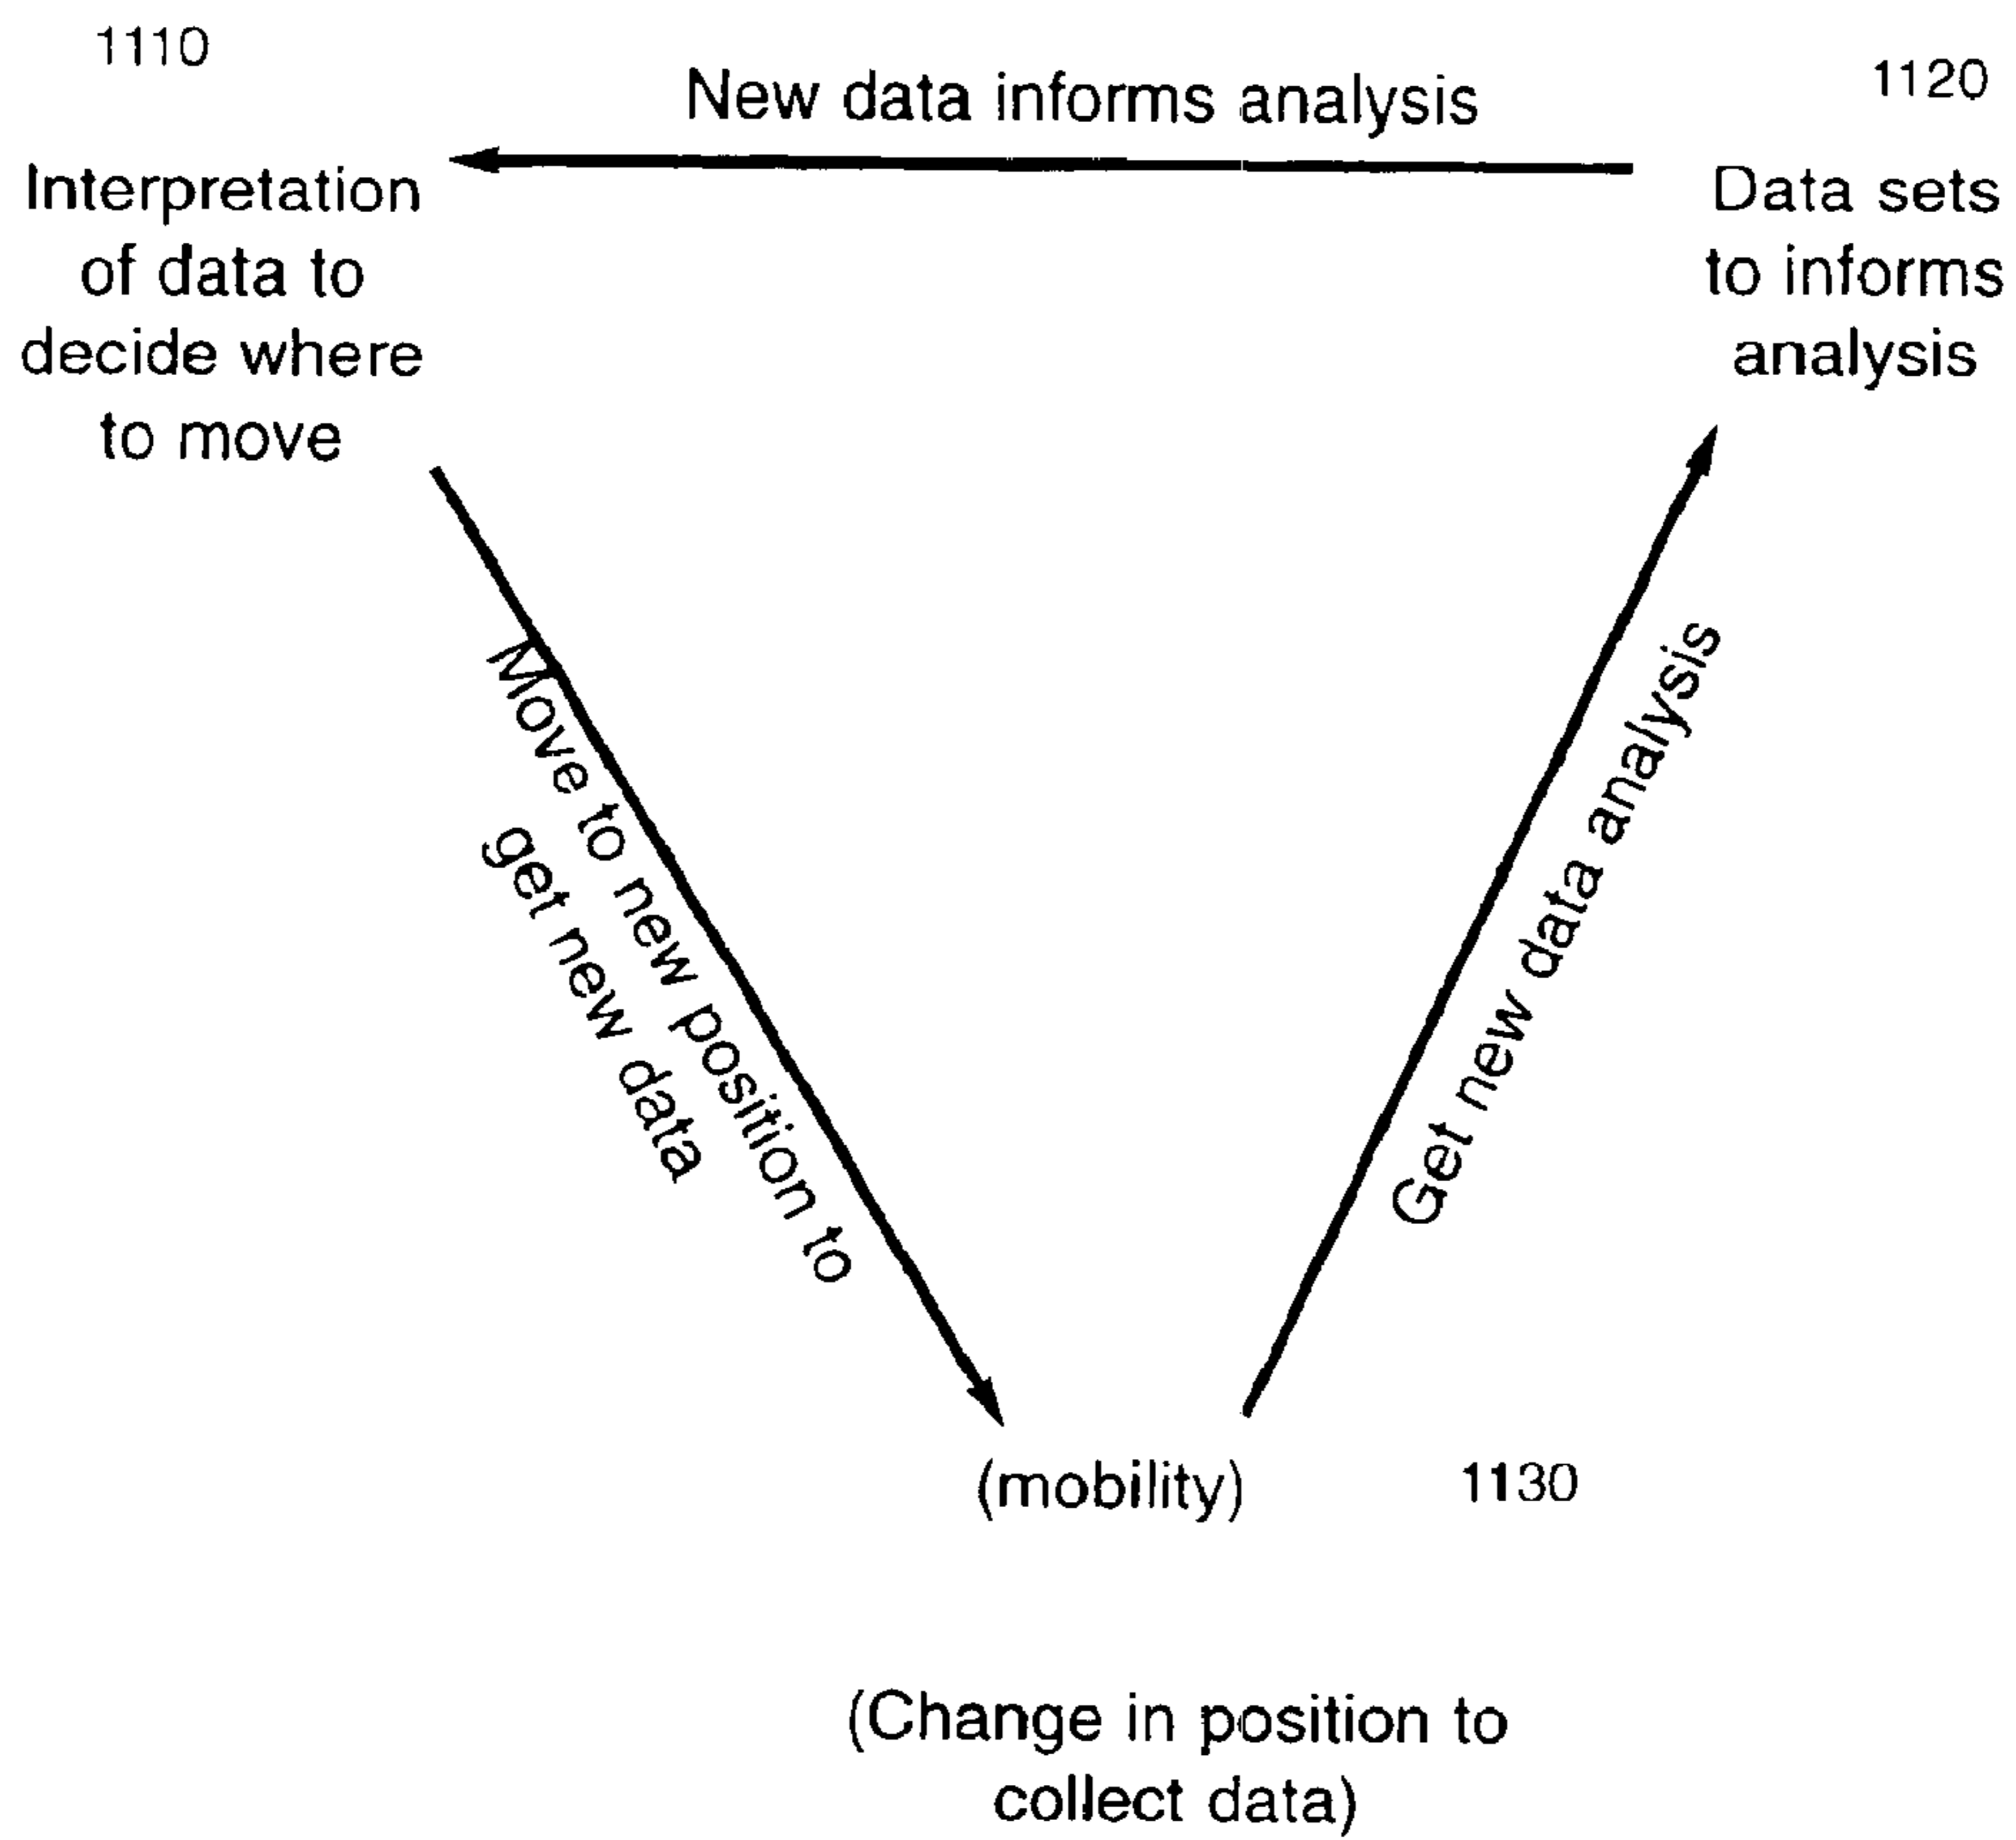 1110
1120
New data informs analysis
Interpretation
of data to
decide where
to move
Data sets
to informs
analysis
Move to new position to
get new data
Get new data analysis
(mobility)
1130
(Change in position to
collect data)